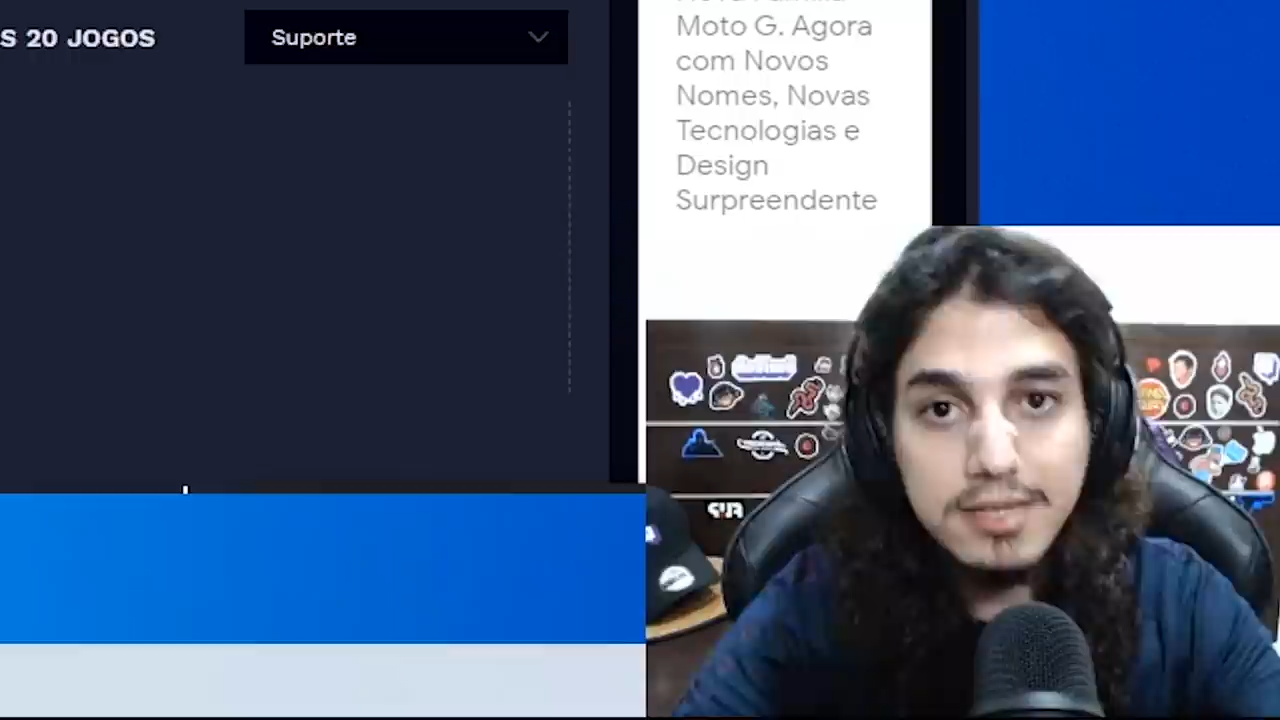 S 20 JOGOS
Suporte
Moto G. Agora
com Novos
Nomes, Novas
Tecnologias e
Design
Surpreendente